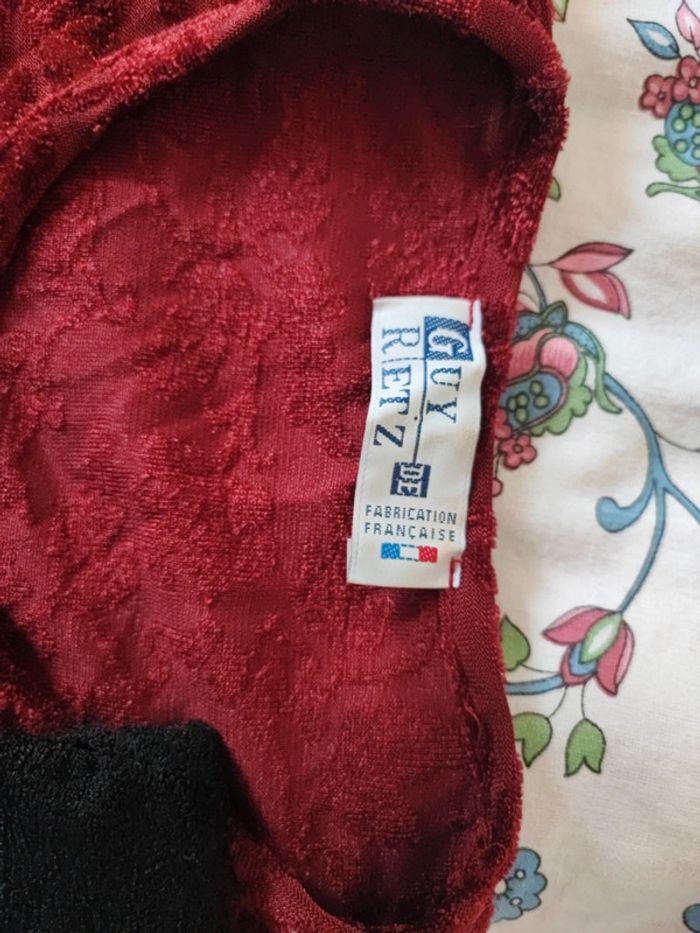 GUY
RETZ
FABRICATION
FRANÇAISE